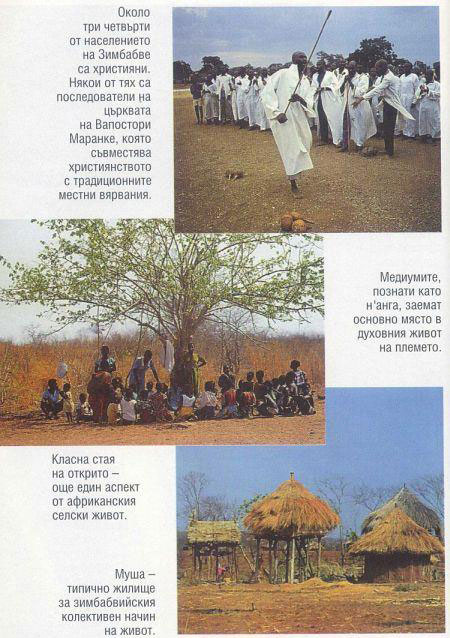 Около
три четвърти
от населението
на Зимбабве
са християни.
Някои от тях са
последователи на
църквата
на Вапостори
Маранке, която
съвместява
християнството
с традиционните
местни вярвания.
Медиумите,
познати като
н'анга, заемат
основно място в
духовния живот
на племето.
Класна стая
на открито –
още един аспект
от африканския
селски живот.
Муша –
типично жилище
за зимбабвийския
колективен начин
на живот.